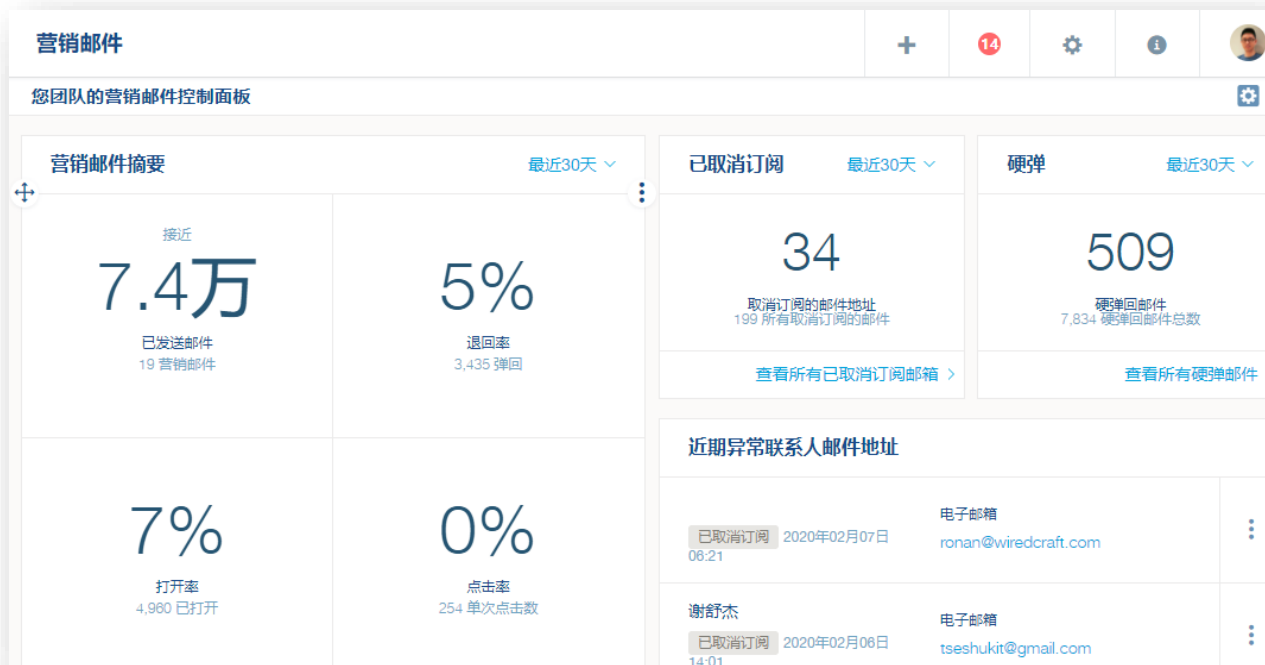 营销邮件
14
您团队的营销邮件控制面板
营销邮件摘要
最近30天
接近
7.4万
已发送邮件
19 营销邮件
5%
退回率
3,435 弹回
7%
打开率
4,960 已打开
0%
点击率
254 单次点击数
已取消订阅
最近30天
34
取消订阅的邮件地址
199 所有取消订阅的邮件
查看所有已取消订阅邮箱
硬弹
最近30天
509
硬弹回邮件
7,834 硬弹回邮件总数
查看所有硬弹邮件
近期异常联系人邮件地址
已取消订阅 2020年02月07日
06:21
电子邮箱
ronan@wiredcraft.com
谢舒杰
已取消订阅 2020年02月06日
14:01
电子邮箱
tseshukit@gmail.com